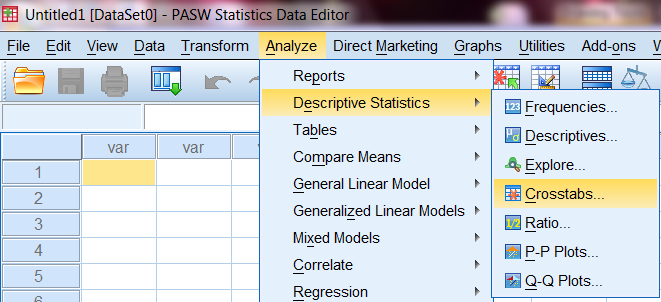 Untitled1 [DataSet0] - PASW Statistics Data Editor
File Edit View Data Transform Analyze Direct Marketing Graphs Utilities Add-ons W
Reports
Descriptive Statistics
Tables
Compare Means
General Linear Model
Generalized Linear Models
Mixed Models
Correlate
Regression
Frequencies...
Descriptives...
Explore...
Crosstabs...
Ratio...
P-P Plots...
Q-Q Plots...
var var v
1
2
3
4
5
6